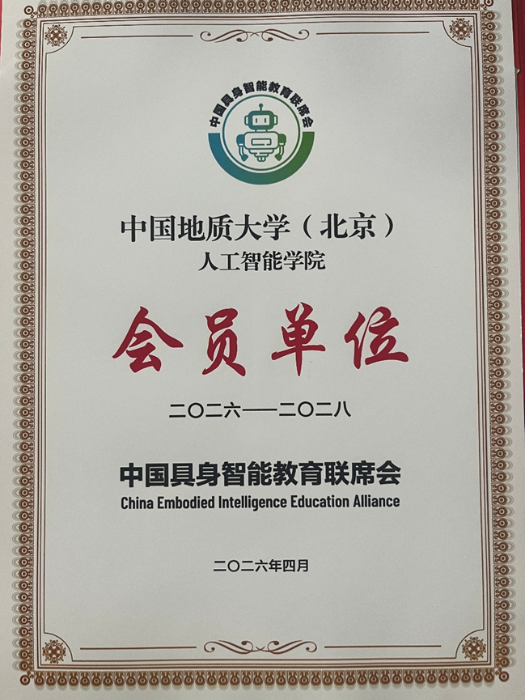 中国具身智能教育联席会
中国地质大学（北京）
人工智能学院
会员单位
二〇二六——二〇二八
中国具身智能教育联席会
China Embodied Intelligence Education Alliance
二〇二六年四月